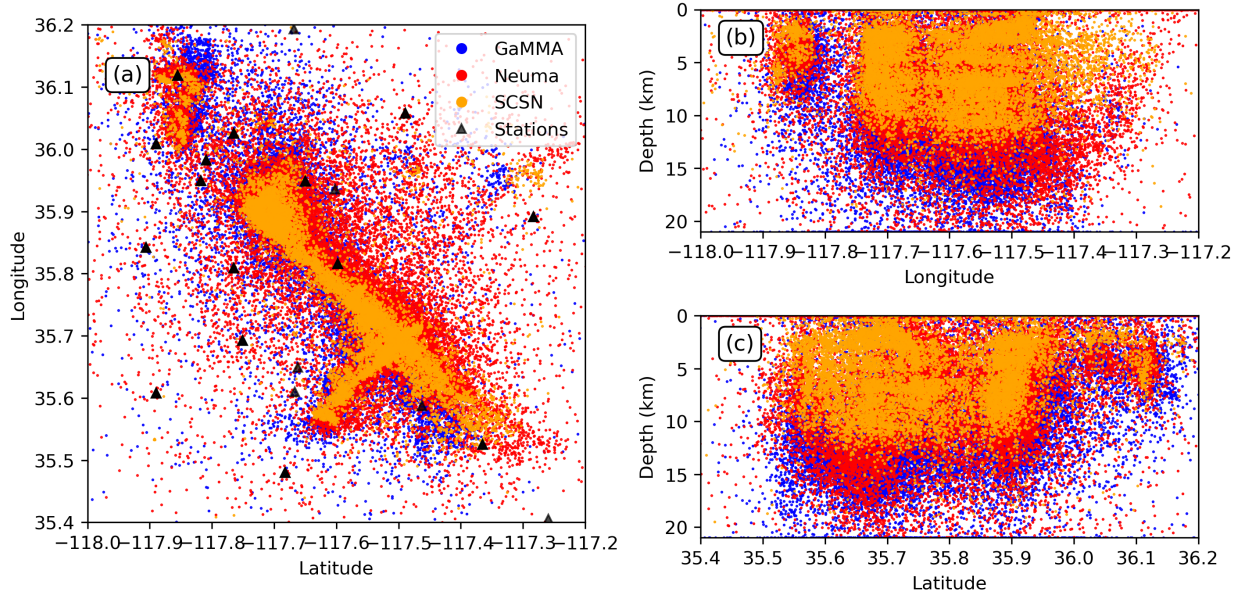 36.2
36.1
36.0
35.9
35.8
35.7
35.6
35.5
35.4
Longitude
(a)
GaMMA
Neuma
SCSN
Stations
−118.0 −117.9 −117.8 −117.7 −117.6 −117.5 −117.4 −117.3 −117.2
Latitude
(b)
0
5
10
15
20
Depth (km)
−118.0 −117.9 −117.8 −117.7 −117.6 −117.5 −117.4 −117.3 −117.2
Longitude
(c)
0
5
10
15
20
Depth (km)
35.4 35.5 35.6 35.7 35.8 35.9 36.0 36.1 36.2
Latitude